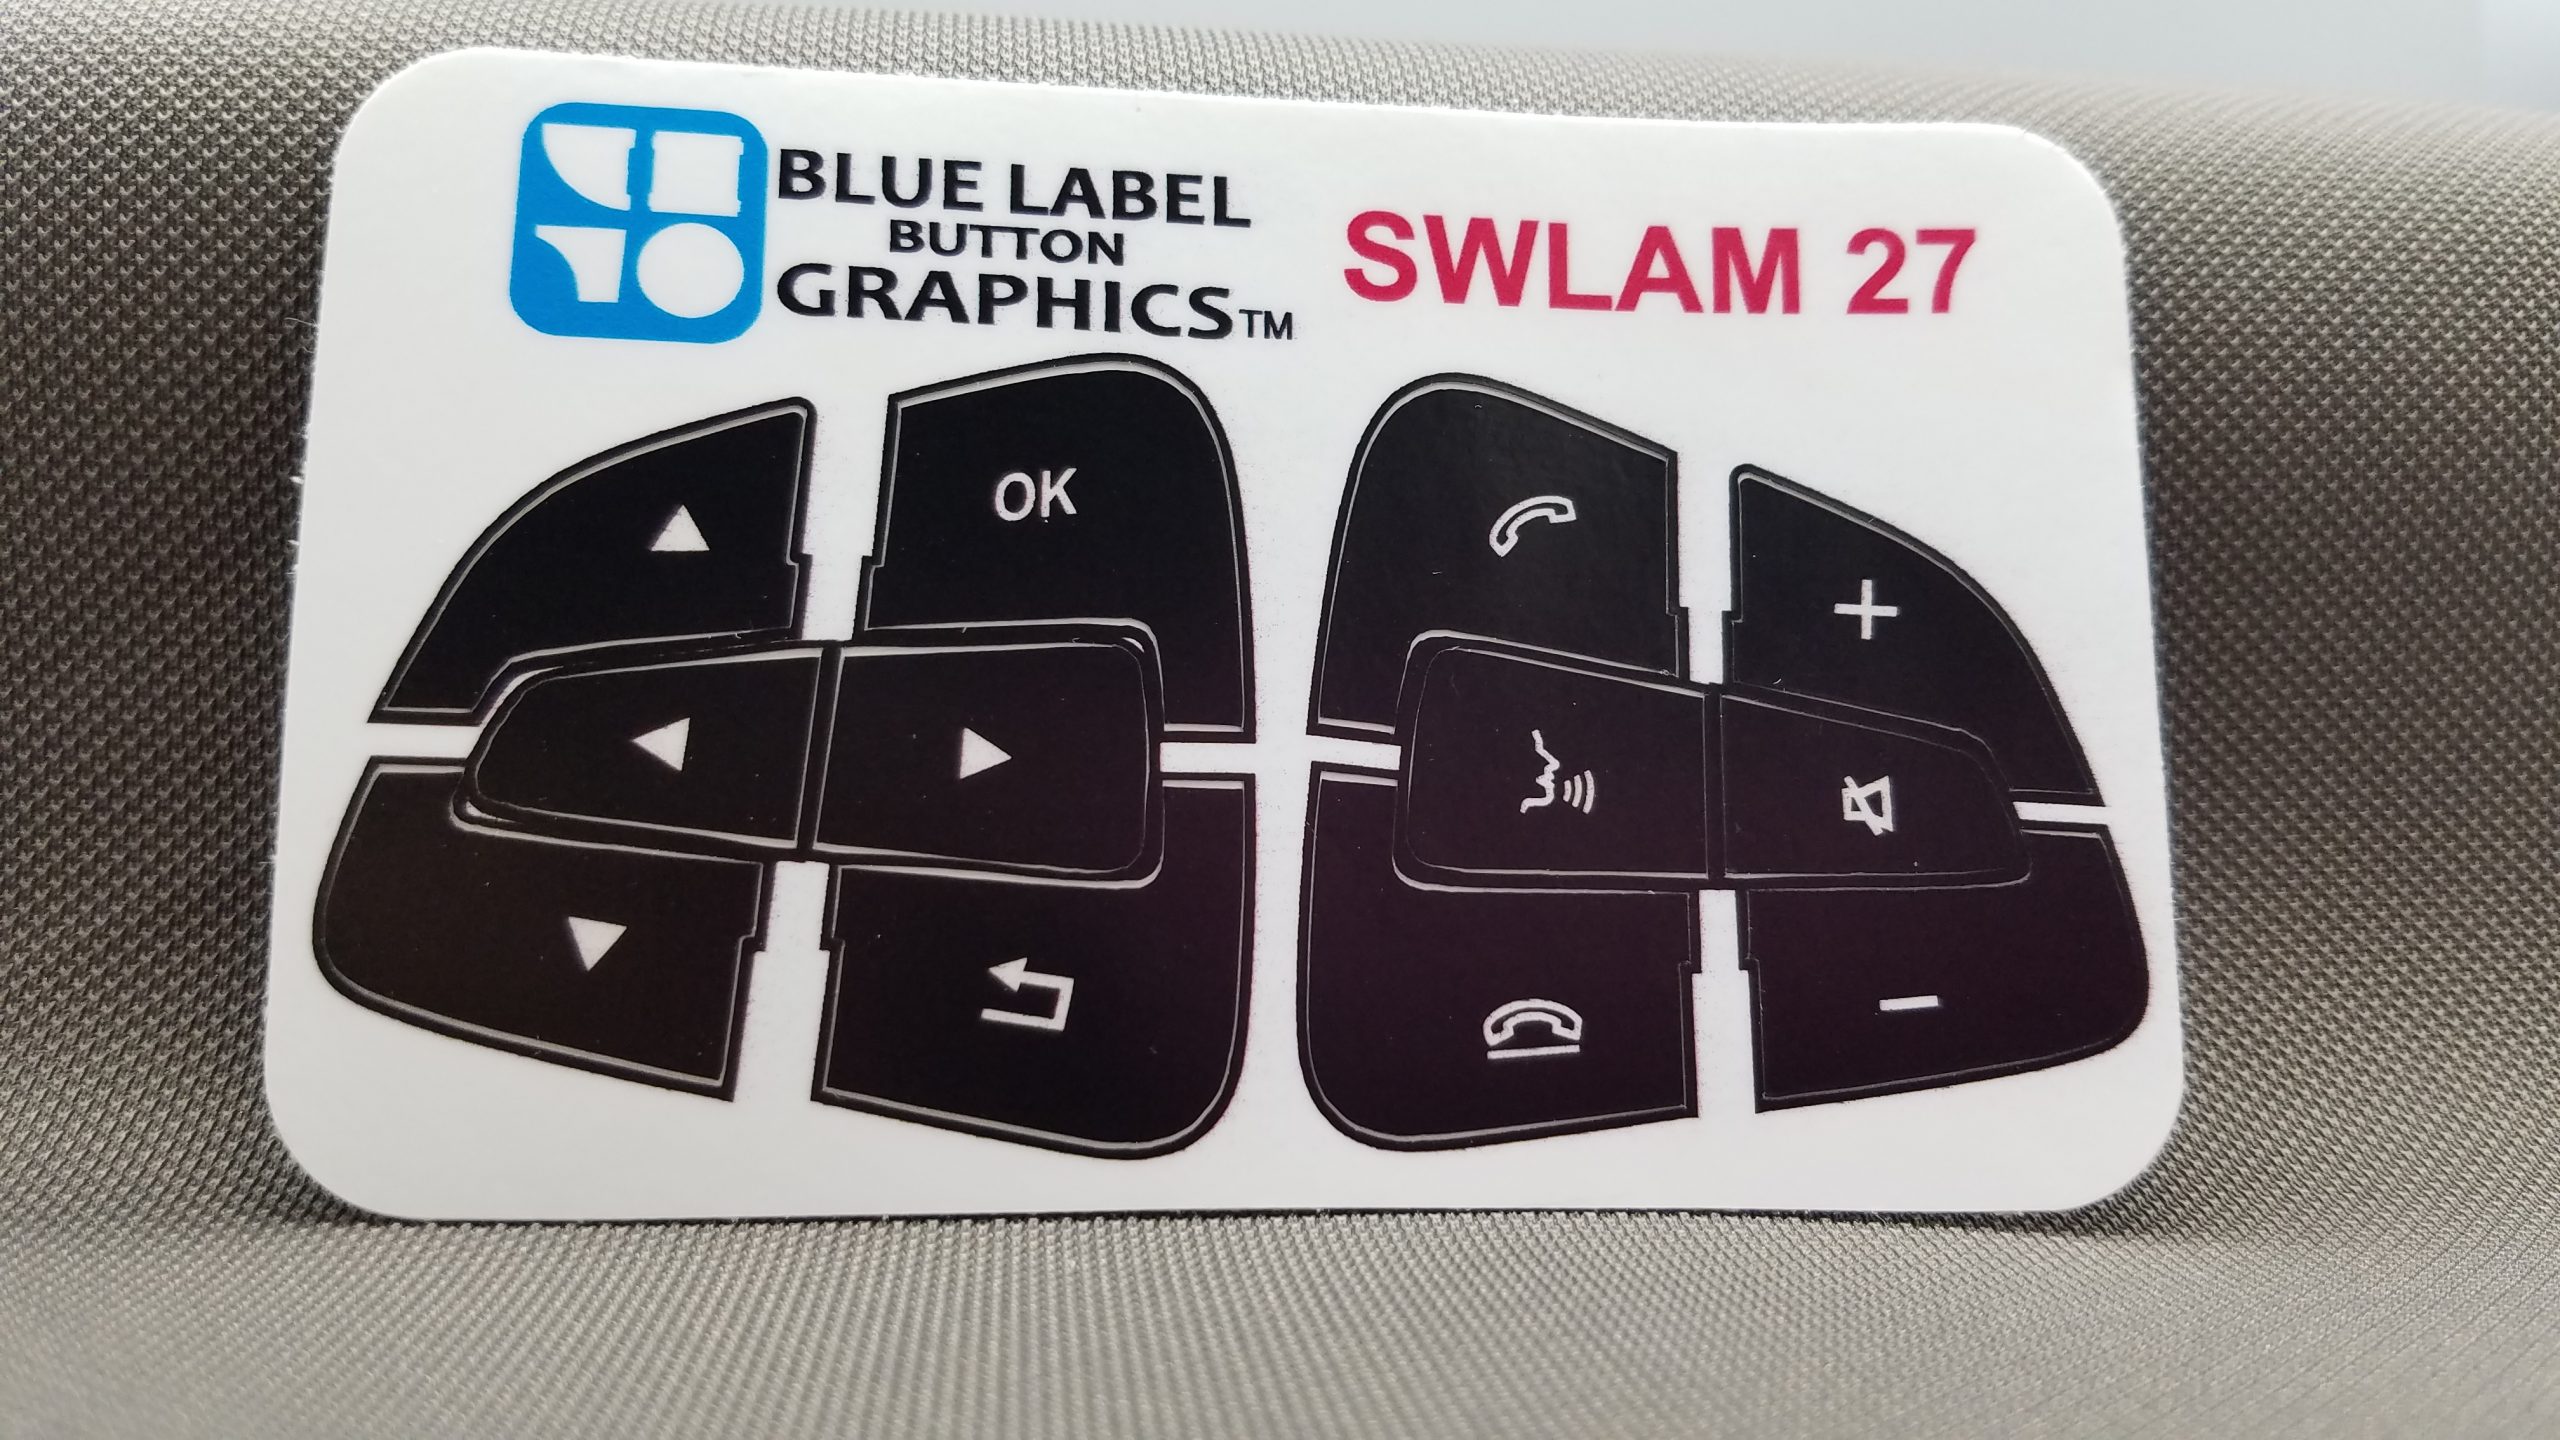 BLUE LABEL
BUTTON
GRAPHICS™
SWLAM 27
OK